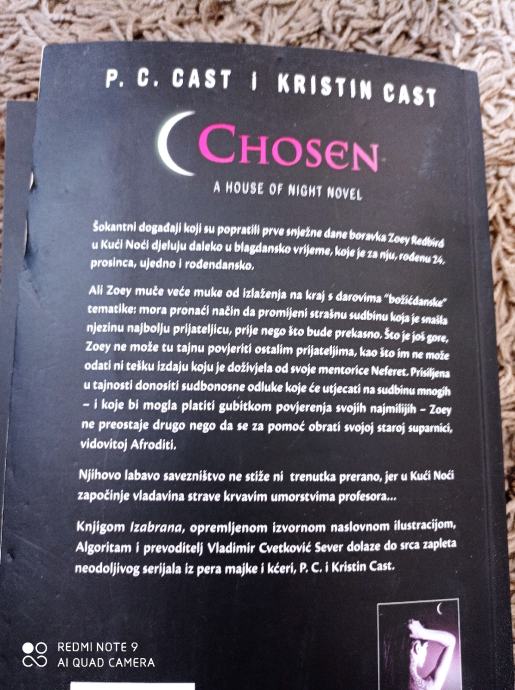 P. C. CAST I KRISTIN CAST
CHOSEN
A HOUSE OF NIGHT NOVEL
Šokantni događaji koji su popratili prve snježne dane boravka Zoey Redbird
u Kući Noći djeluju daleko u blagdansko vrijeme, koje je za nju, rođenu 24.
prosinca, ujedno i rođendansko.
Ali Zoey muče veće muke od izlaženja na kraj s darovima "božićdanske"
tematike: mora pronaći način da promijeni strašnu sudbinu koja je snašla
njezinu najbolju prijateljicu, prije nego što bude prekasno. Što je još gore,
Zoey ne može tu tajnu povjeriti ostalim prijateljima, kao što im ne može
odati ni tešku izdaju koju je doživjela od svoje mentorice Neferet. Prisiljena
u tajnosti donositi sudbonosne odluke koje će utjecati na sudbinu mnogih
– i koje bi mogla platiti gubitkom povjerenja svojih najmilijih – Zoey
ne preostaje drugo nego da se za pomoć obrati svojoj staroj suparnici,
vidovitoj Afroditi.
Njihovo labavo savezništvo ne stiže ni trenutka prerano, jer u Kući Noći
započinje vladavina strave krvavim umorstvima profesora...
Knjigom Izabrana, opremljenom izvornom naslovnom ilustracijom,
Algoritam i prevoditelj Vladimir Cvetković Sever dolaze do srca zapleta
neodoljivog serijala iz pera majke i kćeri, P. C. i Kristin Cast.
REDMI NOTE 9
AI QUAD CAMERA